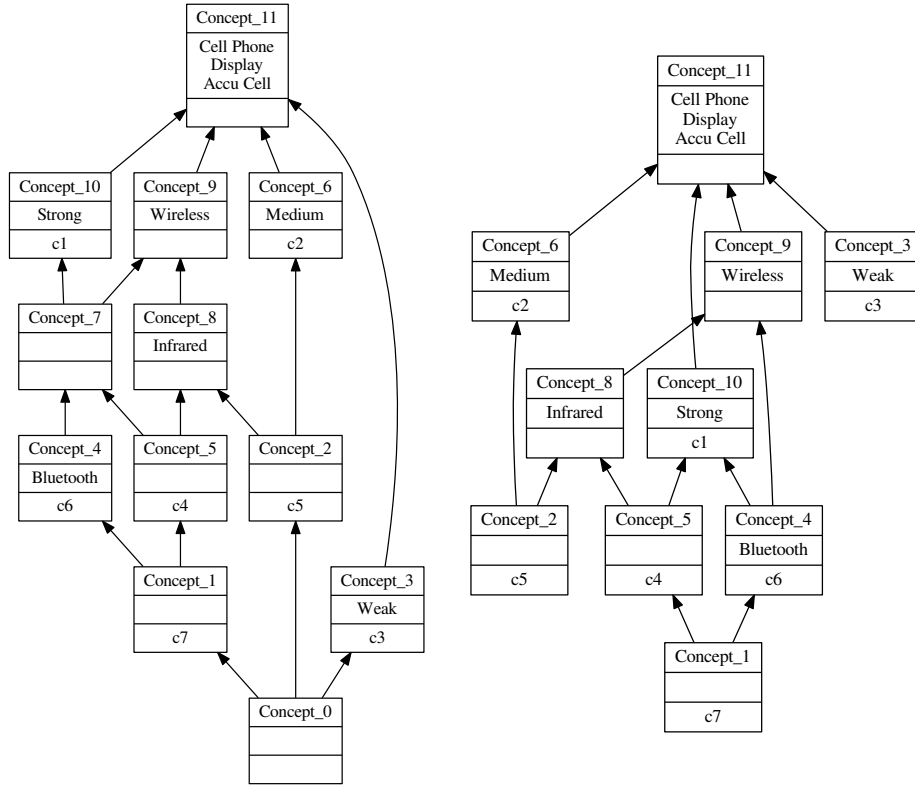 Concept_11
Cell Phone
Display
Accu Cell
Concept_10
Strong
c1
Concept_9
Wireless
Concept_6
Medium
c2
Concept_7
Concept_8
Infrared
Concept_4
Bluetooth
c6
Concept_5
c4
Concept_2
c5
Concept_1
c7
Concept_3
Weak
c3
Concept_0
Concept_11
Cell Phone
Display
Accu Cell
Concept_6
Medium
c2
Concept_9
Wireless
Concept_3
Weak
c3
Concept_8
Infrared
Concept_10
Strong
c1
Concept_2
c5
Concept_5
c4
Concept_4
Bluetooth
c6
Concept_1
c7